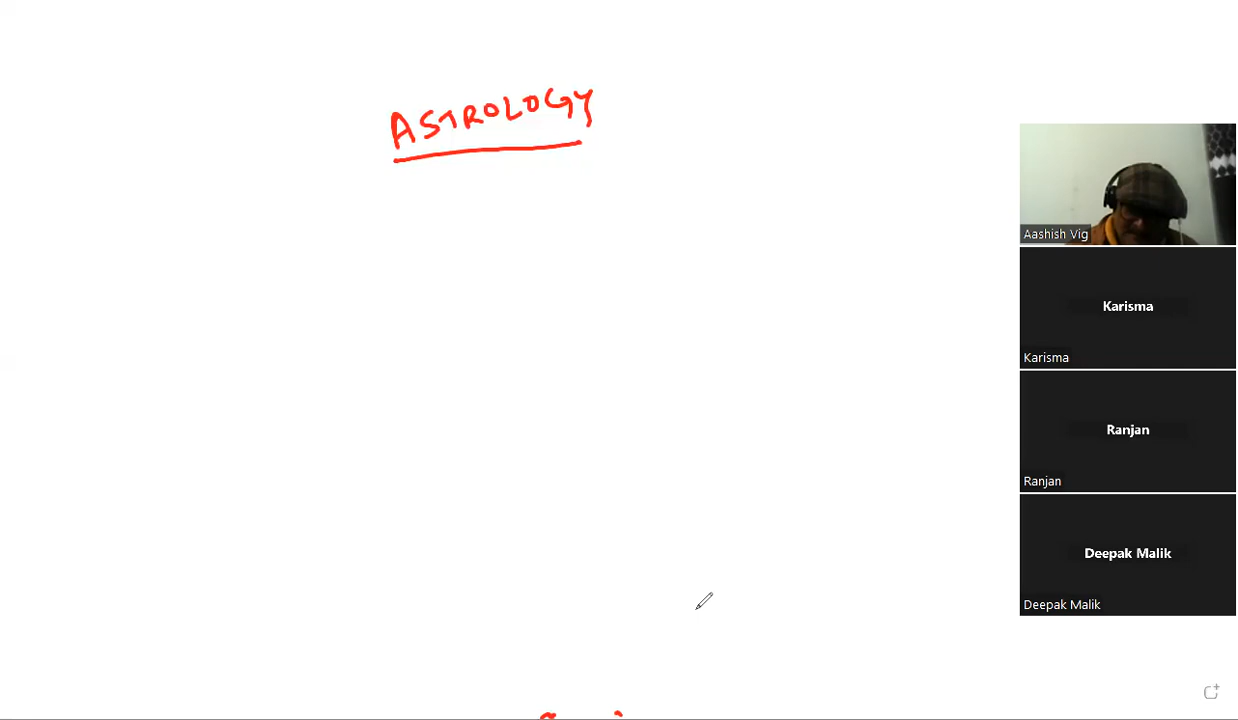 ASTROLOGY
Aashish Vig
Karisma
Karisma
Ranjan
Ranjan
Deepak Malik
Deepak Malik